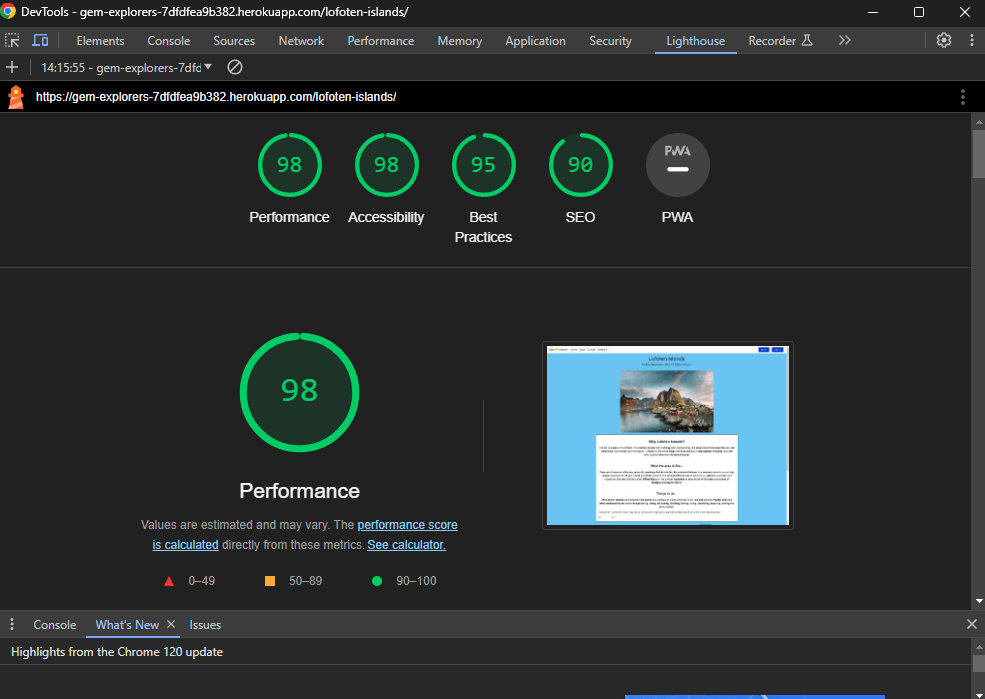 DevTools - gem-explorers-7dfdfea9b382.herokuapp.com/lofoten-islands/
Elements Console Sources Network Performance Memory Application Security Lighthouse Recorder
14:15:55 - gem-explorers-7dfd
https://gem-explorers-7dfdfea9b382.herokuapp.com/lofoten-islands/
98 98 95 90 PWA
Performance Accessibility Best Practices SEO PWA
98
Performance
Values are estimated and may vary. The performance score
is calculated directly from these metrics. See calculator.
0–49 50–89 90–100
Lofoten Islands
Why Lofoten Islands?
What the area is like...
Things to do...
Console What's New Issues
Highlights from the Chrome 120 update